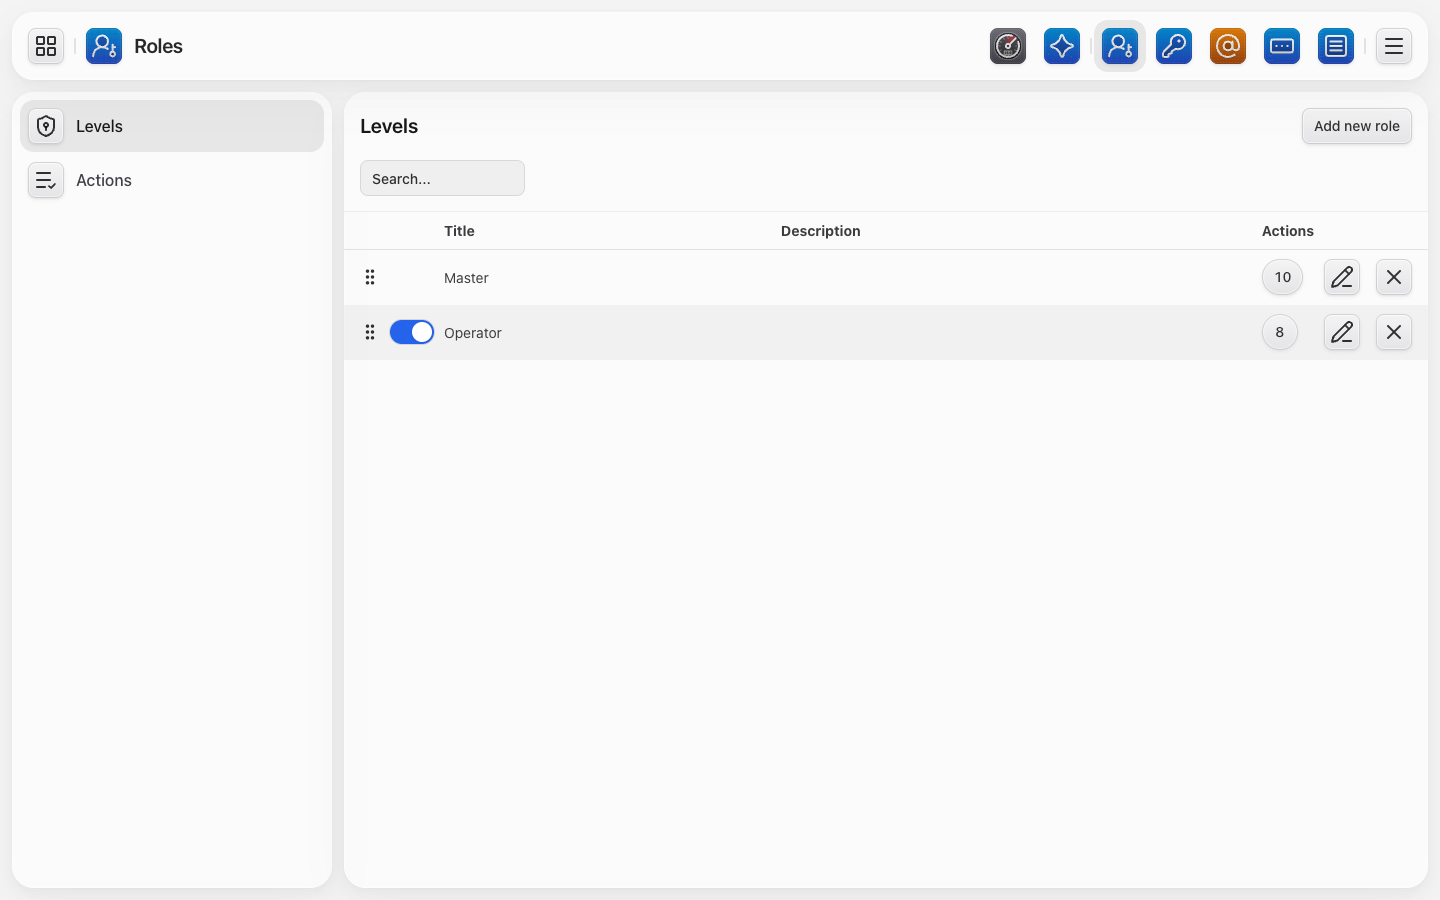 Roles
Levels
Actions
Levels
Add new role
Search...
Title Description Actions
Master 10
Operator 8